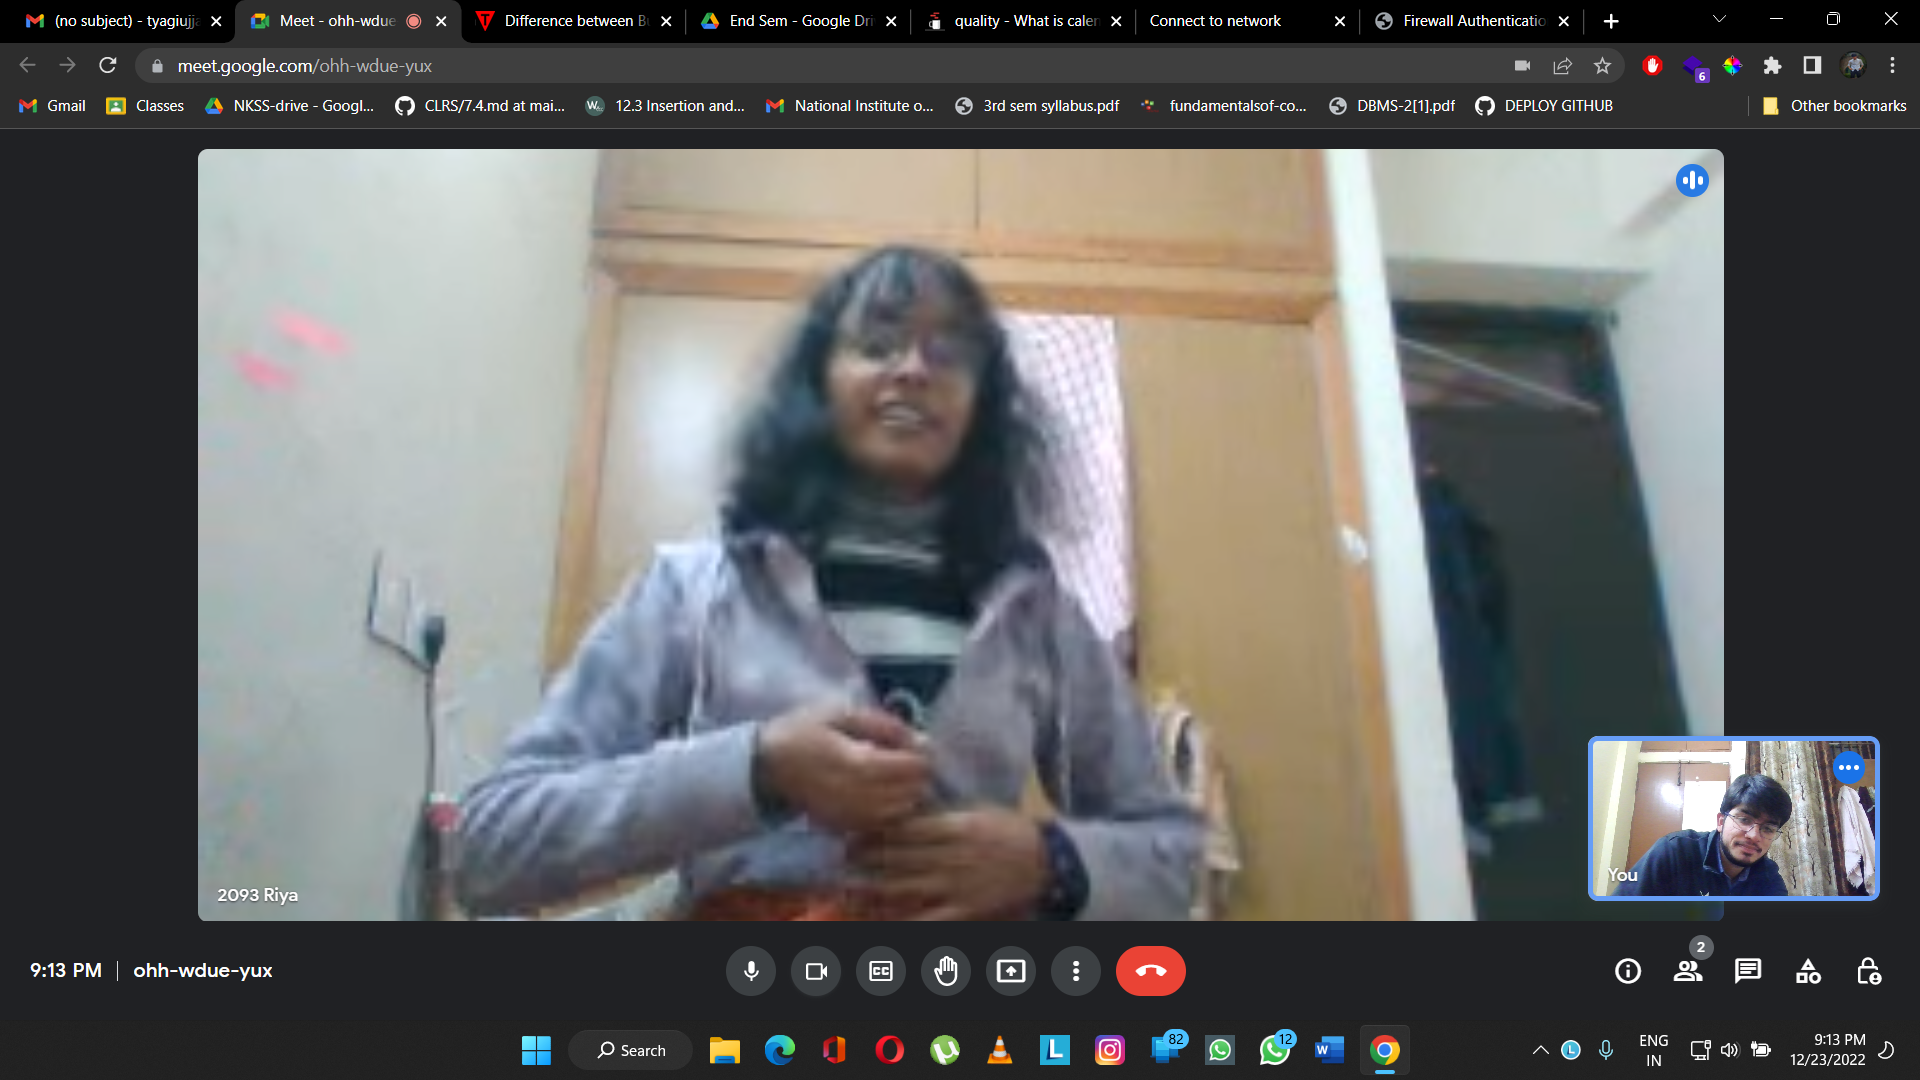 (no subject) - tyagiujj
Meet - ohh-wdue
Difference between B
End Sem - Google Dri
quality - What is calen
Connect to network
Firewall Authenticatio
meet.google.com/ohh-wdue-yux
6
Gmail
Classes
NKSS-drive - Googl...
CLRS/7.4.md at mai...
12.3 Insertion and...
National Institute o...
3rd sem syllabus.pdf
fundamentalsof-co...
DBMS-2[1].pdf
DEPLOY GITHUB
Other bookmarks
You
2093 Riya
9:13 PM | ohh-wdue-yux
CC
2
Search
82
12
ENG
IN
9:13 PM
12/23/2022